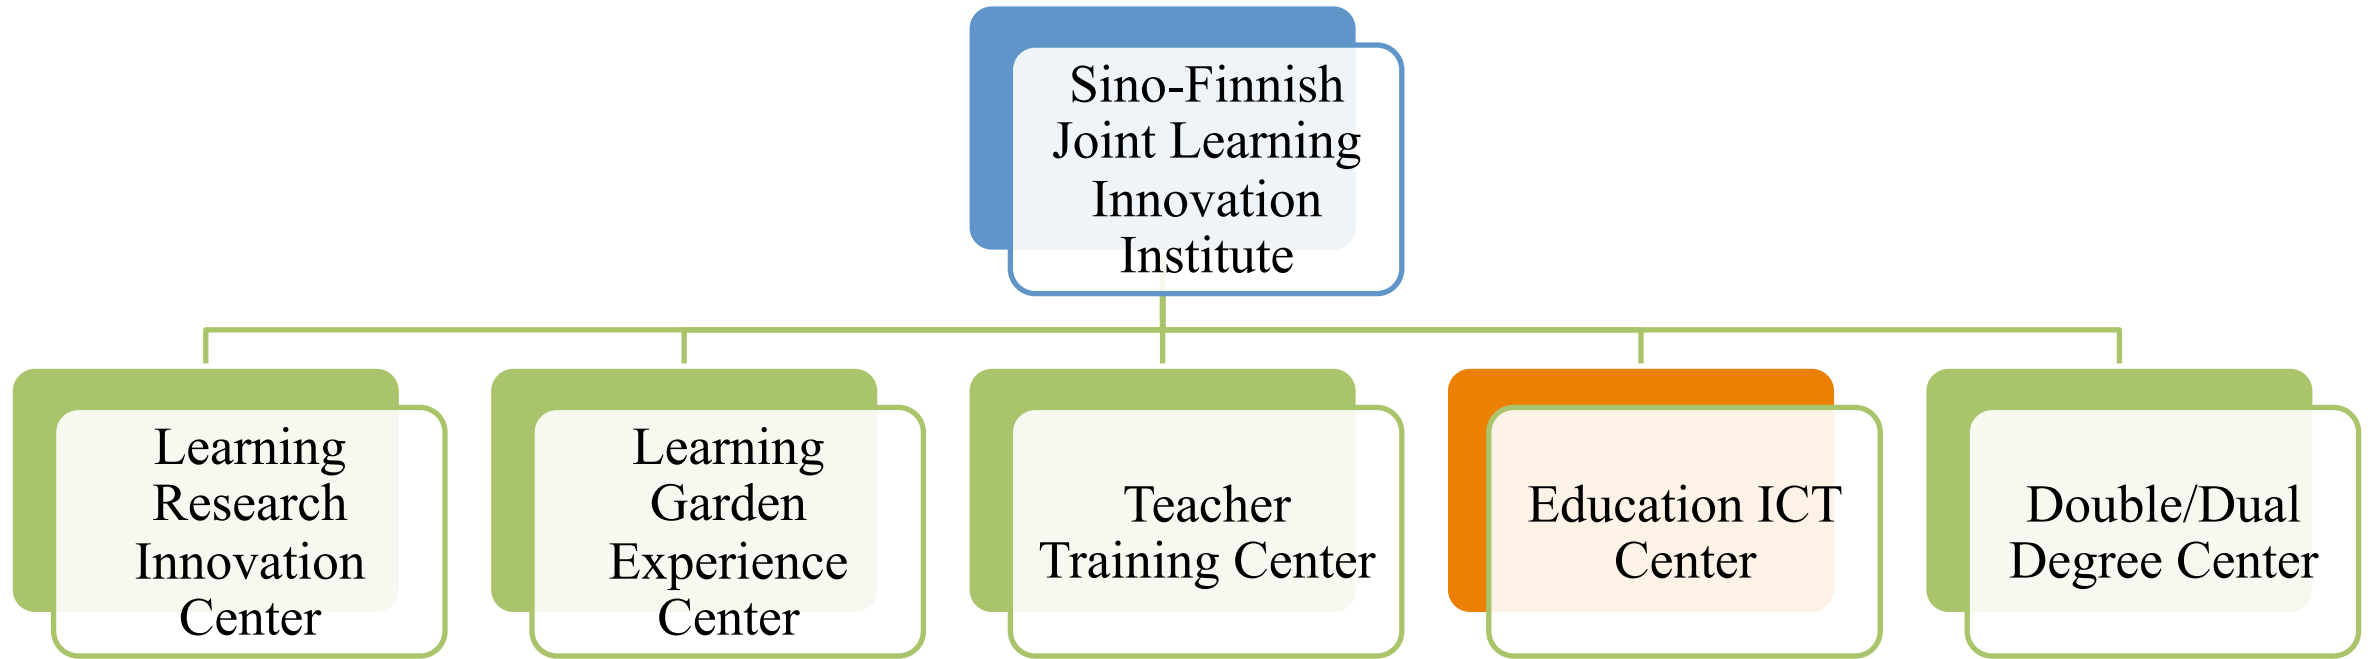 Sino-Finnish
Joint Learning
Innovation
Institute
Learning
Research
Innovation
Center
Learning
Garden
Experience
Center
Teacher
Training Center
Education ICT
Center
Double/Dual
Degree Center